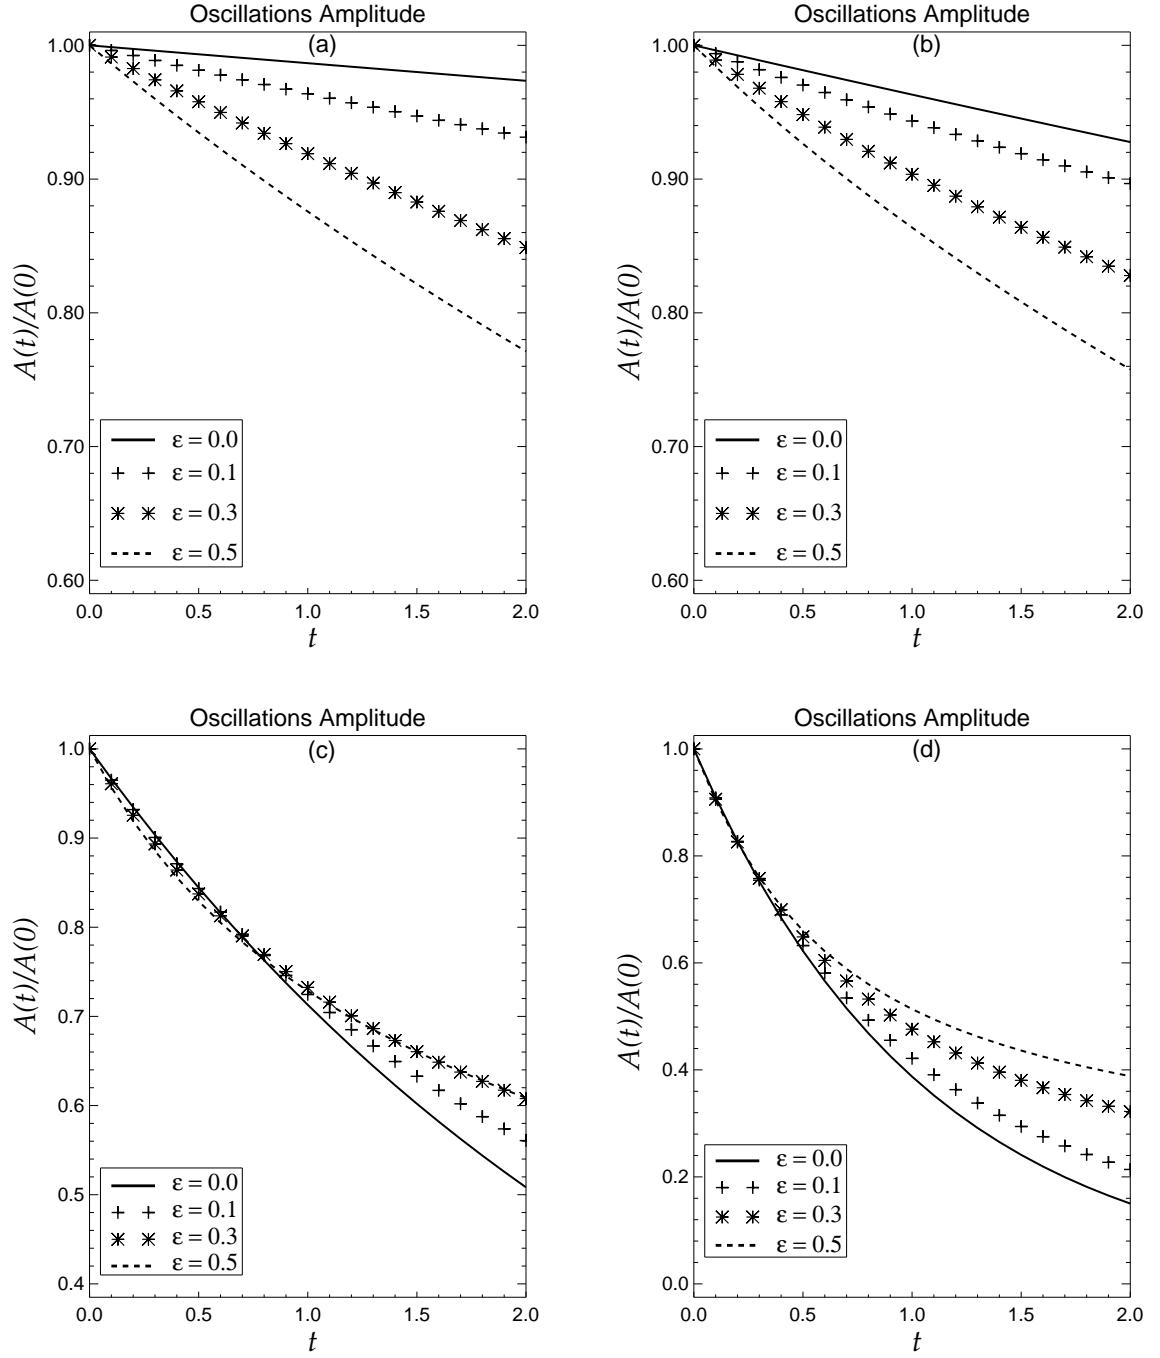 Oscillations Amplitude
(a)
1.00
0.90
0.80
0.70
0.60
A(t)/A(0)
ε = 0.0
ε = 0.1
ε = 0.3
ε = 0.5
0.0 0.5 1.0 1.5 2.0
t
Oscillations Amplitude
(b)
1.00
0.90
0.80
0.70
0.60
A(t)/A(0)
ε = 0.0
ε = 0.1
ε = 0.3
ε = 0.5
0.0 0.5 1.0 1.5 2.0
t
Oscillations Amplitude
(c)
1.0
0.9
0.8
0.7
0.6
0.5
0.4
A(t)/A(0)
ε = 0.0
ε = 0.1
ε = 0.3
ε = 0.5
0.0 0.5 1.0 1.5 2.0
t
Oscillations Amplitude
(d)
1.0
0.8
0.6
0.4
0.2
0.0
A(t)/A(0)
ε = 0.0
ε = 0.1
ε = 0.3
ε = 0.5
0.0 0.5 1.0 1.5 2.0
t